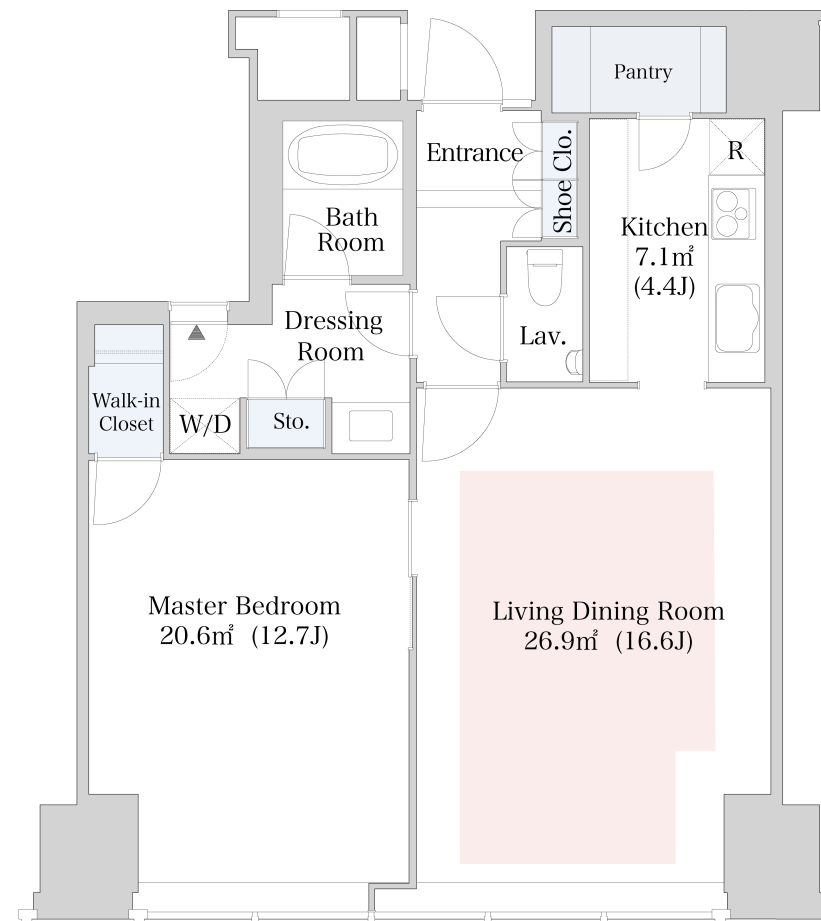 Pantry
Entrance
Shoe Clo.
R
Bath
Room
Kitchen
7.1㎡
(4.4J)
Dressing
Room
Lav.
Walk-in
Closet
W/D
Sto.
Master Bedroom
20.6㎡ (12.7J)
Living Dining Room
26.9㎡ (16.6J)